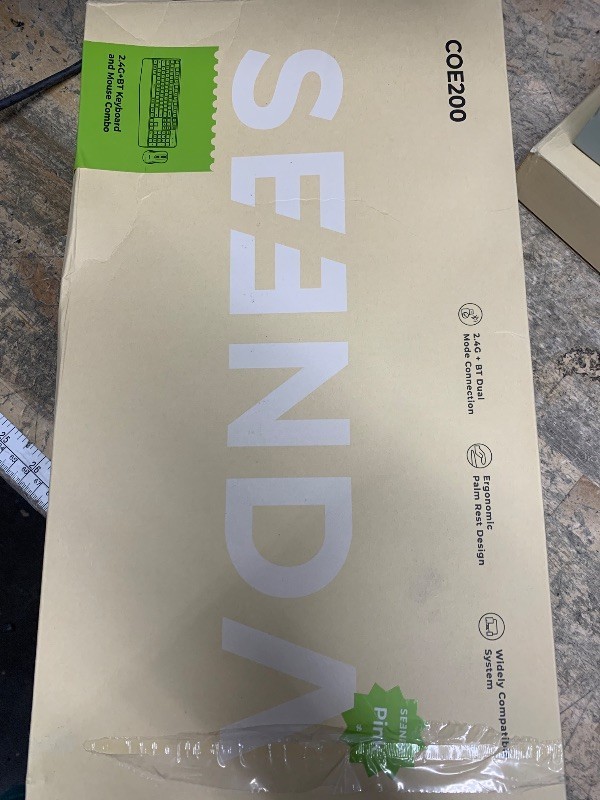 COE200
2.4G+BT Keyboard
and Mouse Combo
SEENDA
2.4G + BT Dual
Mode Connection
Ergonomic
Palm Rest Design
Widely
System